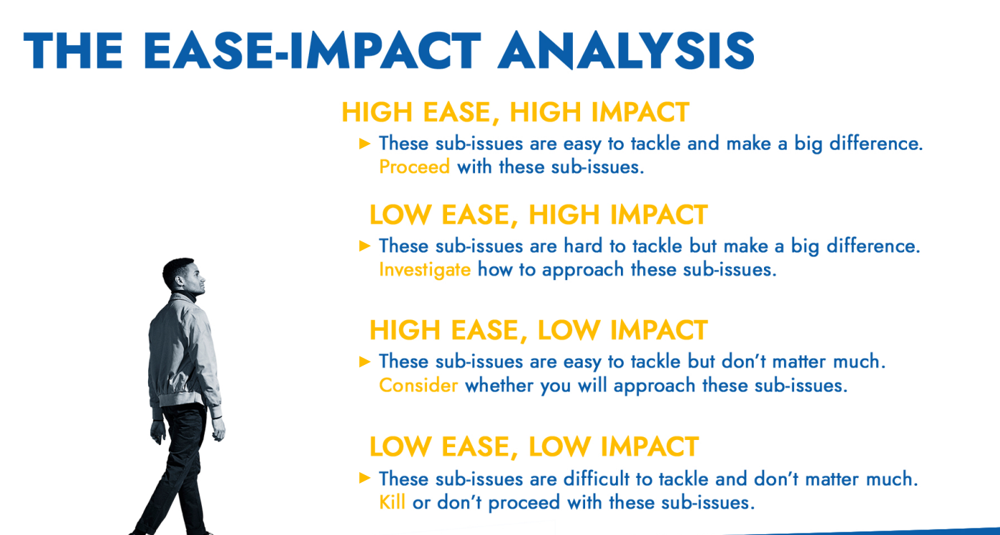 THE EASE-IMPACT ANALYSIS
HIGH EASE, HIGH IMPACT
These sub-issues are easy to tackle and make a big difference.
Proceed with these sub-issues.
LOW EASE, HIGH IMPACT
These sub-issues are hard to tackle but make a big difference.
Investigate how to approach these sub-issues.
HIGH EASE, LOW IMPACT
These sub-issues are easy to tackle but don’t matter much.
Consider whether you will approach these sub-issues.
LOW EASE, LOW IMPACT
These sub-issues are difficult to tackle and don’t matter much.
Kill or don’t proceed with these sub-issues.